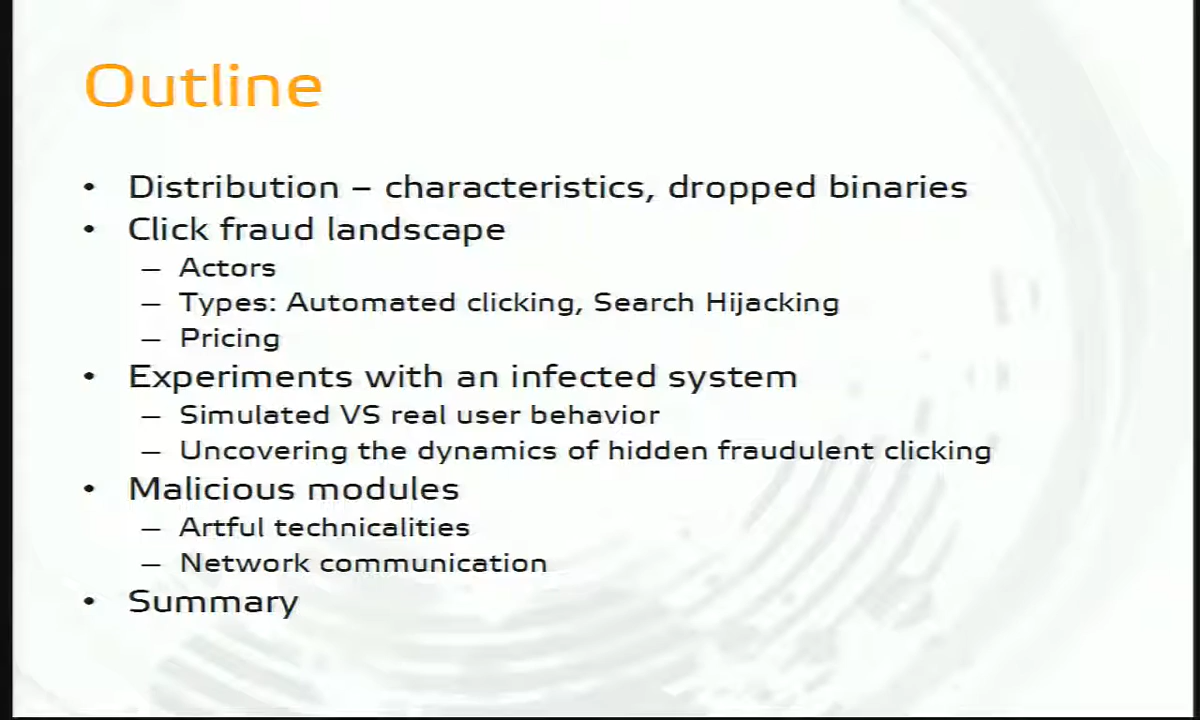 Outline
• Distribution – characteristics, dropped binaries
• Click fraud landscape
– Actors
– Types: Automated clicking, Search Hijacking
– Pricing
• Experiments with an infected system
– Simulated VS real user behavior
– Uncovering the dynamics of hidden fraudulent clicking
• Malicious modules
– Artful technicalities
– Network communication
• Summary